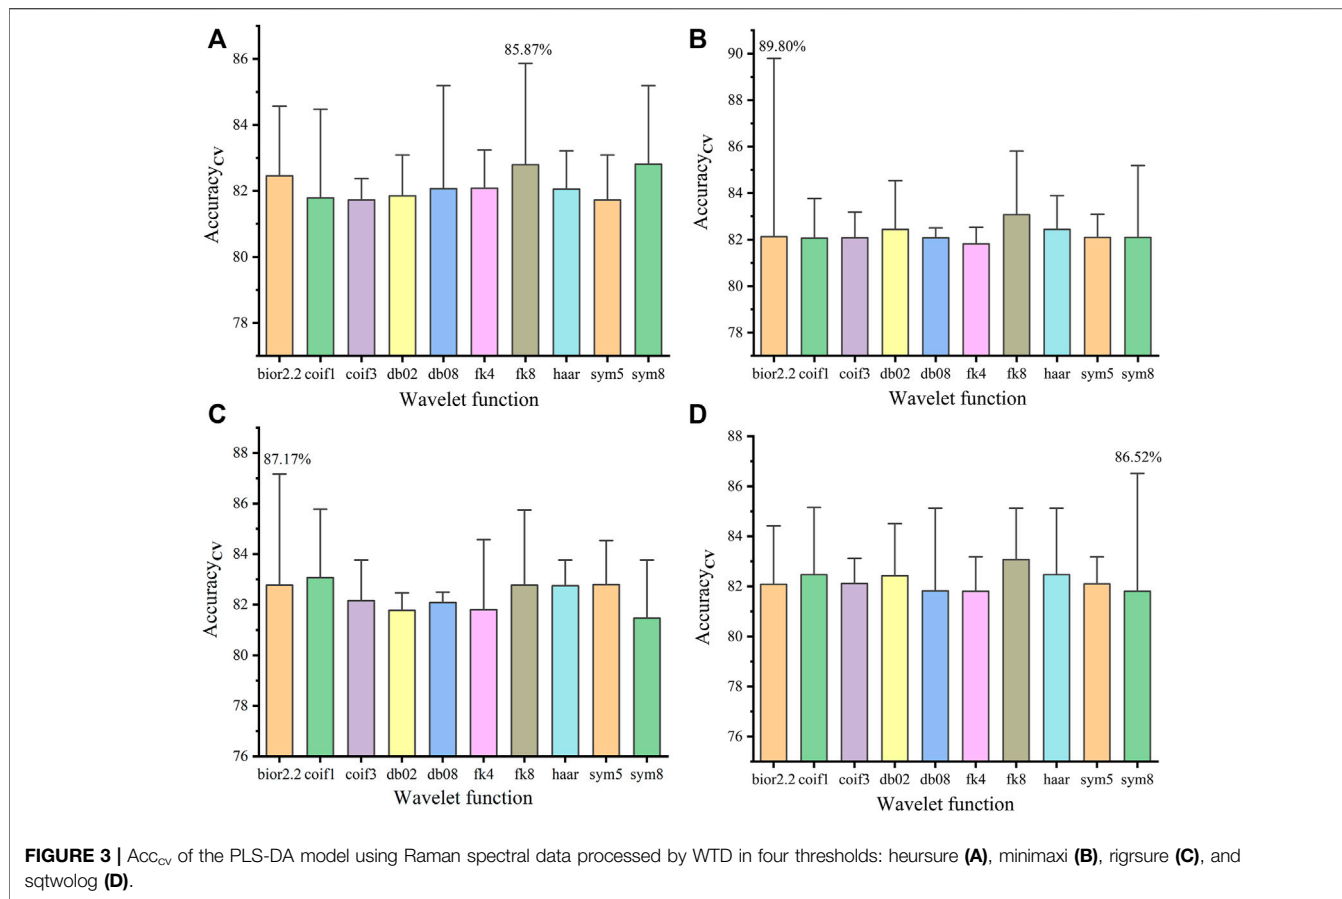 A
85.87%
86
84
82
80
78
Accuracy_CV
bior2.2 coif1 coif3 db02 db08 fk4 fk8 haar sym5 sym8
Wavelet function
B
89.80%
90
88
86
84
82
80
78
Accuracy_CV
bior2.2 coif1 coif3 db02 db08 fk4 fk8 haar sym5 sym8
Wavelet function
C
87.17%
88
86
84
82
80
78
76
Accuracy_CV
bior2.2 coif1 coif3 db02 db08 fk4 fk8 haar sym5 sym8
Wavelet function
D
86.52%
88
86
84
82
80
78
76
Accuracy_CV
bior2.2 coif1 coif3 db02 db08 fk4 fk8 haar sym5 sym8
Wavelet function
FIGURE 3 | Acc_cv of the PLS-DA model using Raman spectral data processed by WTD in four thresholds: heursure (A), minimaxi (B), rigrsure (C), and
sqtwolog (D).